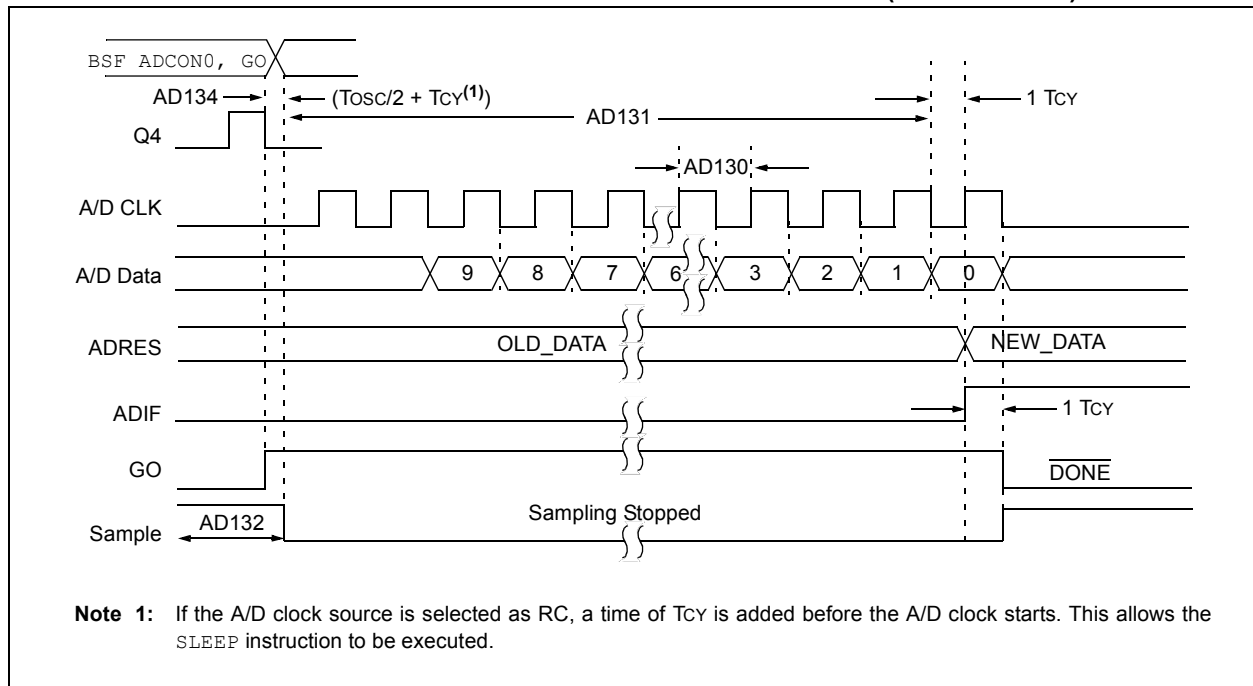 BSF ADCON0, GO
AD134
(TOSC/2 + TCY(1))
1 TCY
AD131
Q4
AD130
A/D CLK
A/D Data
9 8 7 6 3 2 1 0
OLD_DATA
NEW_DATA
ADRES
ADIF
1 TCY
GO
DONE
AD132
Sampling Stopped
Sample
Note 1: If the A/D clock source is selected as RC, a time of TCY is added before the A/D clock starts. This allows the
SLEEP instruction to be executed.